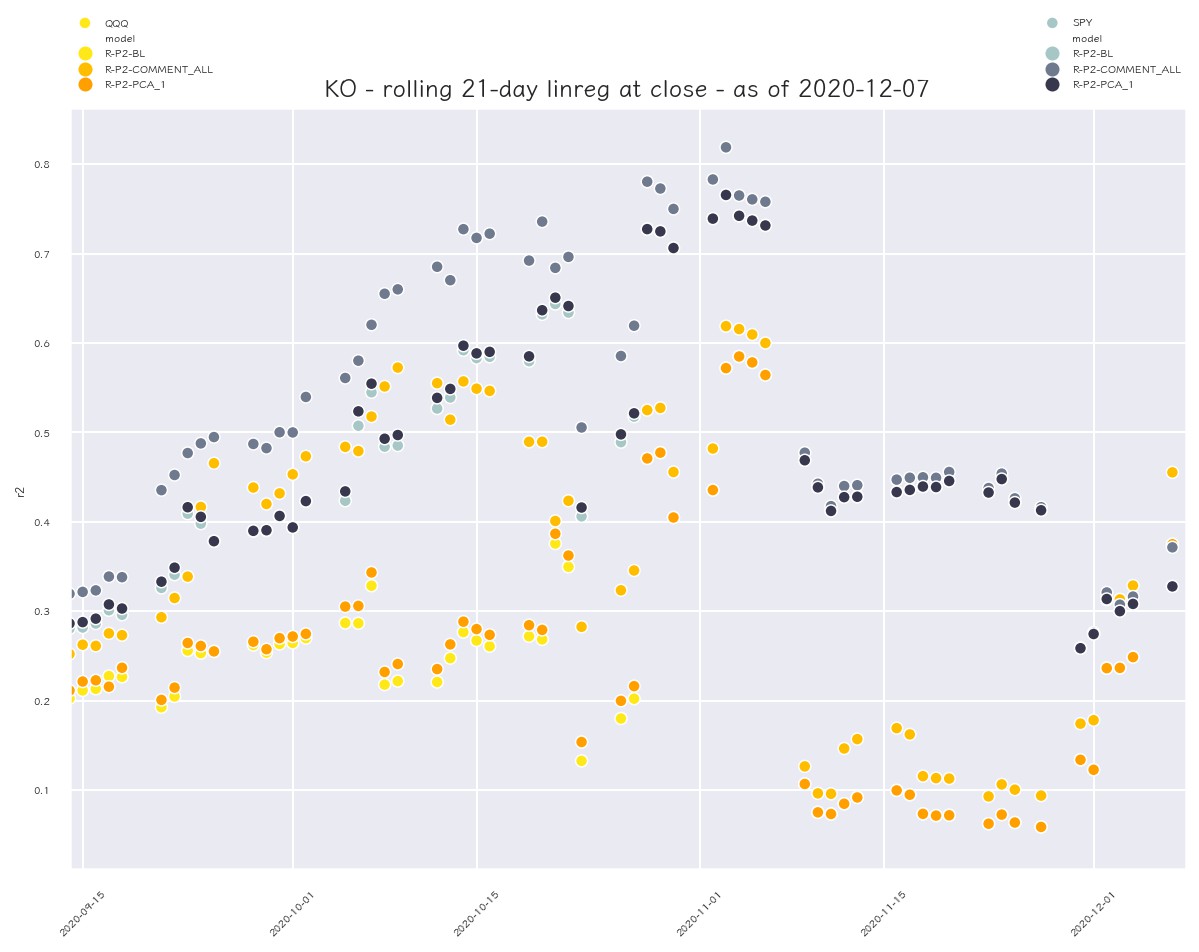 QQQ
model
R-P2-BL
R-P2-COMMENT_ALL
R-P2-PCA_1
SPY
model
R-P2-BL
R-P2-COMMENT_ALL
R-P2-PCA_1
KO - rolling 21-day linreg at close - as of 2020-12-07
0.8
0.7
0.6
0.5
0.4
0.3
0.2
0.1
r2
2020-09-15
2020-10-01
2020-10-15
2020-11-01
2020-11-15
2020-12-01